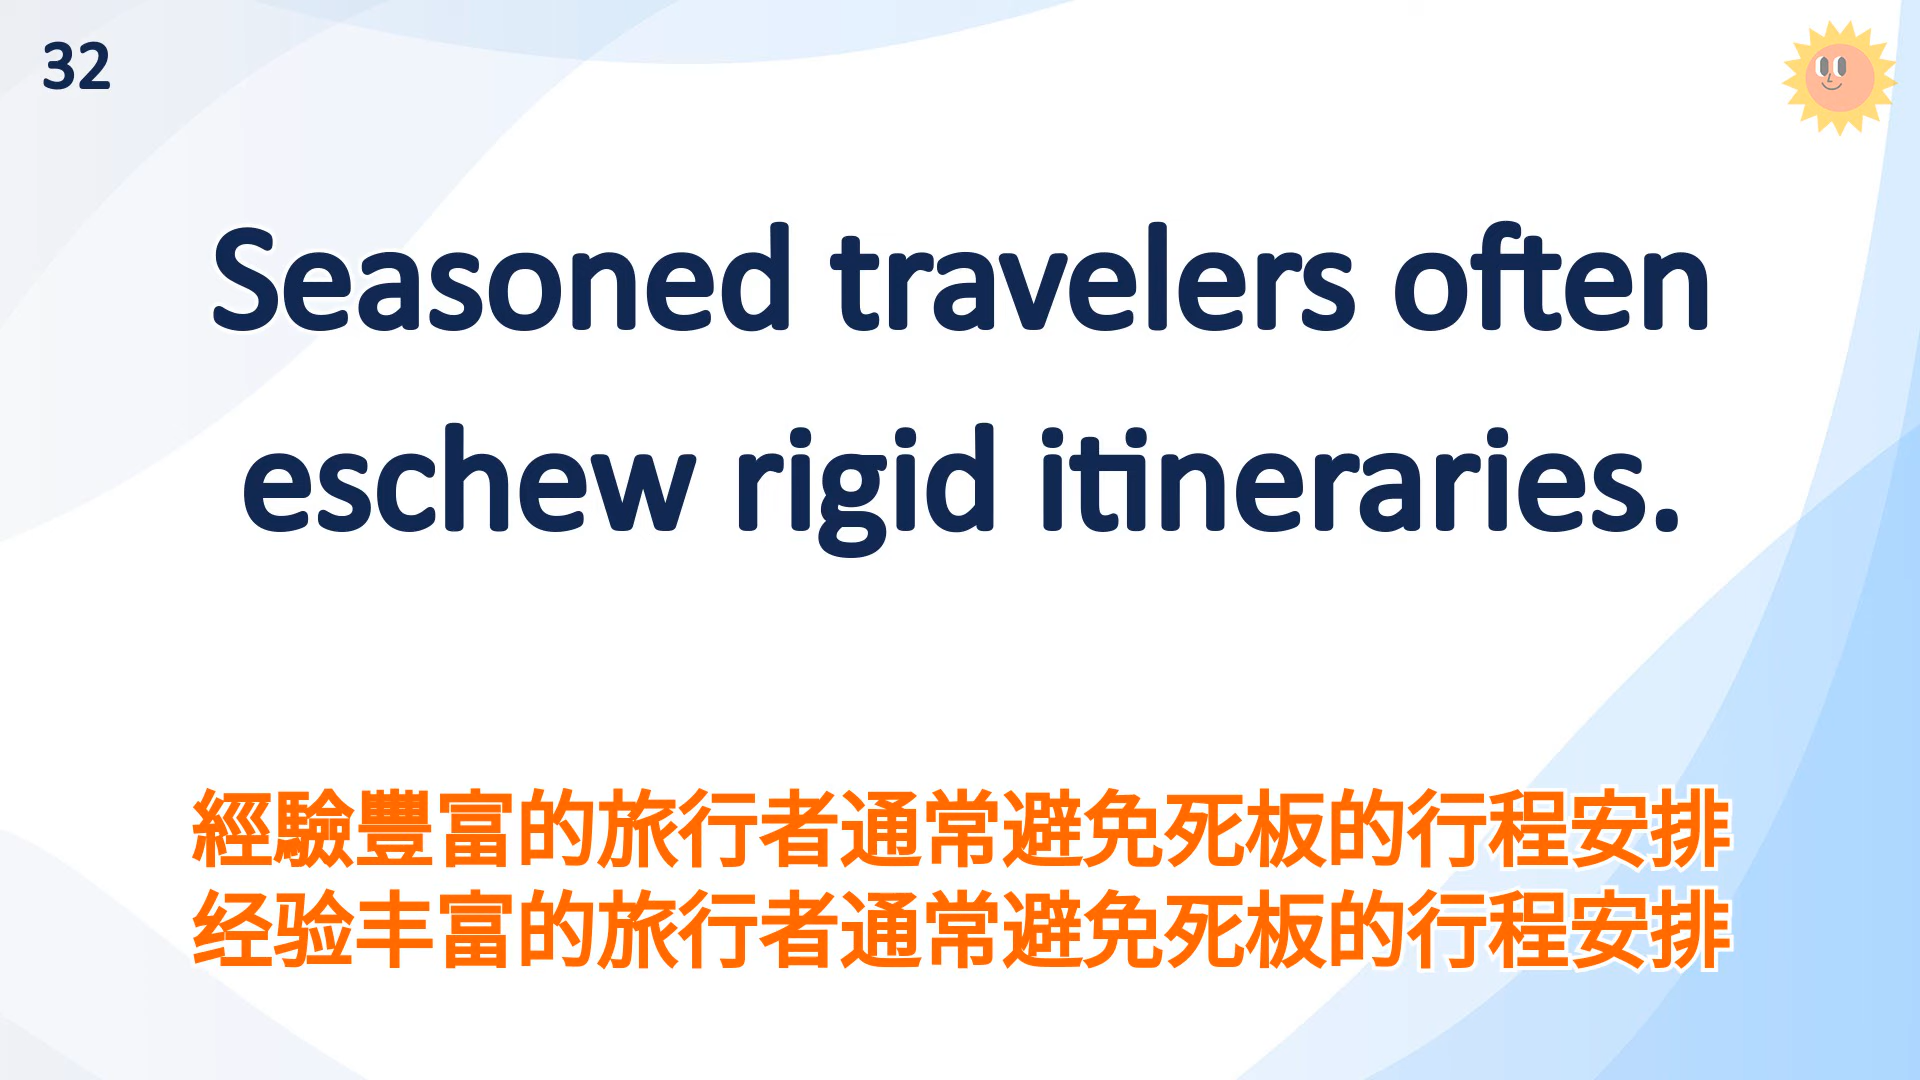 32
Seasoned travelers often
eschew rigid itineraries.
經驗豐富的旅行者通常避免死板的行程安排
经验丰富的旅行者通常避免死板的行程安排